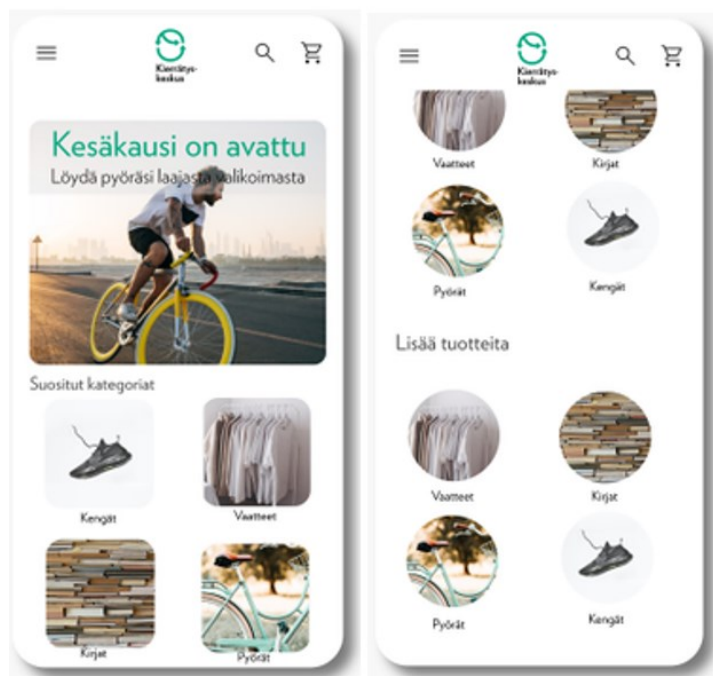 Kierrätys-
keskus
Kesäkausi on avattu
Löydä pyöräsi laajasta valikoimasta
Suositut kategoriat
Kengät
Vaatteet
Kirjat
Pyörät
Kierrätys-
keskus
Vaatteet
Kirjat
Pyörät
Kengät
Lisää tuotteita
Vaatteet
Kirjat
Pyörät
Kengät